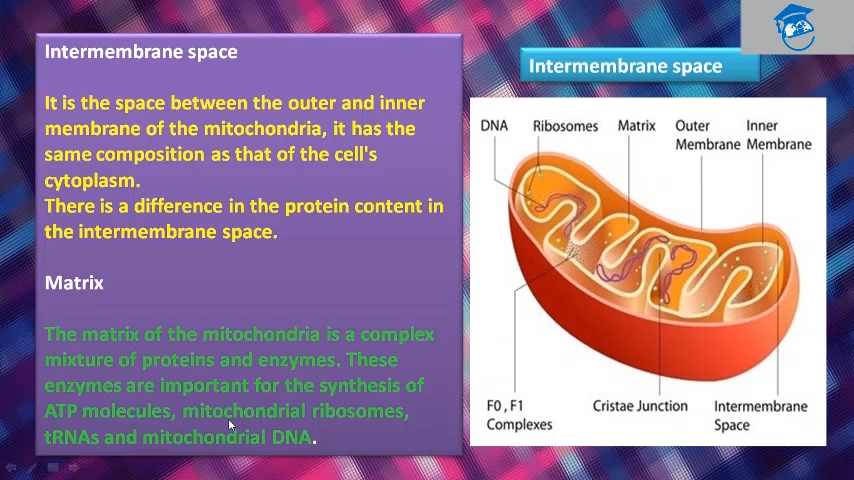 Intermembrane space
It is the space between the outer and inner
membrane of the mitochondria, it has the
same composition as that of the cell's
cytoplasm.
There is a difference in the protein content in
the intermembrane space.
Matrix
The matrix of the mitochondria is a complex
mixture of proteins and enzymes. These
enzymes are important for the synthesis of
ATP molecules, mitochondrial ribosomes,
tRNAs and mitochondrial DNA.
Intermembrane space
DNA Ribosomes Matrix Outer Membrane Inner Membrane
F0 , F1 Complexes
Cristae Junction
Intermembrane Space